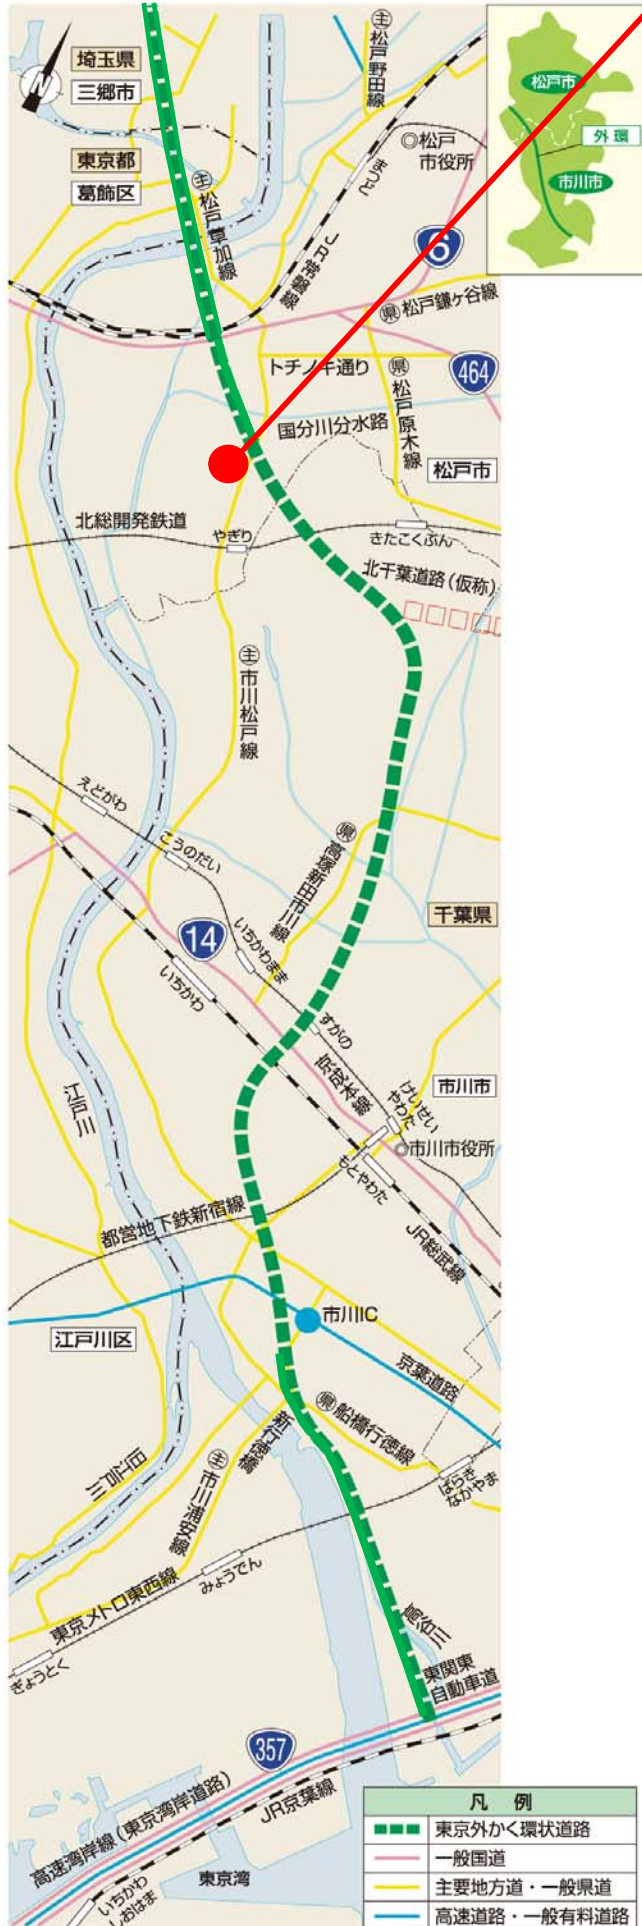 埼玉県
三郷市
東京都
葛飾区
N
主松戸野田線
◎松戸
市役所
まつど
松戸市
外環
市川市
主松戸草加線
JR常磐線
6
県松戸鎌ヶ谷線
トチノキ通り
県松戸原木線
464
国分川分水路
松戸市
北総開発鉄道
やぎり
きたこくぶん
北千葉道路(仮称)
主市川松戸線
えどがわ
こうのだい
県高塚新田市川線
千葉県
14
いちかわまま
いちかわ
すがの
京成本線
江戸川
市川市
けいせい
やわた
◎市川市役所
もとやわた
都営地下鉄新宿線
JR総武線
市川IC
江戸川区
京葉道路
県船橋行徳線
新行徳橋
旧江戸川
主市川浦安線
ばらき
なかやま
みょうでん
東京メトロ東西線
高谷川
ぎょうとく
東関東
自動車道
357
高速湾岸線(東京湾岸道路)
JR京葉線
東京湾
いちかわ
しおはま
凡例
東京外かく環状道路
一般国道
主要地方道・一般県道
高速道路・一般有料道路